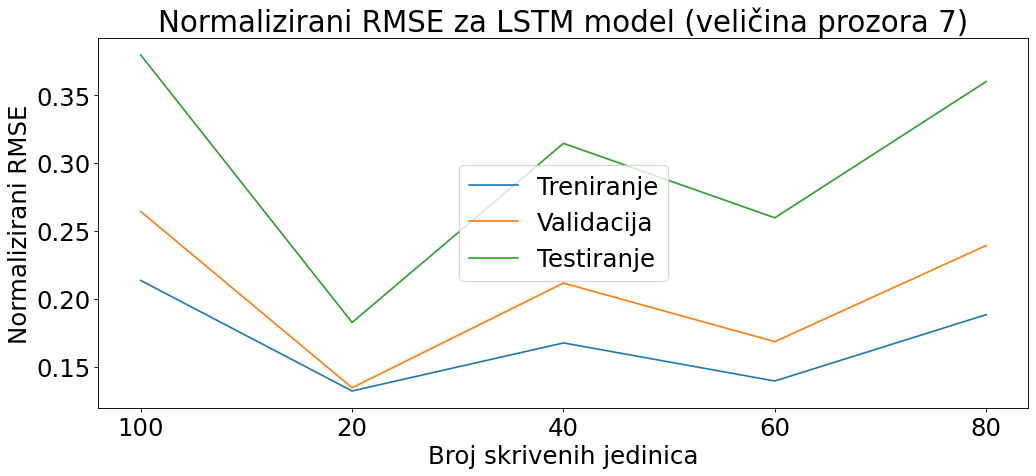 Normalizirani RMSE za LSTM model (veličina prozora 7)
Normalizirani RMSE
0.35
0.30
0.25
0.20
0.15
Treniranje
Validacija
Testiranje
100 20 40 60 80
Broj skrivenih jedinica